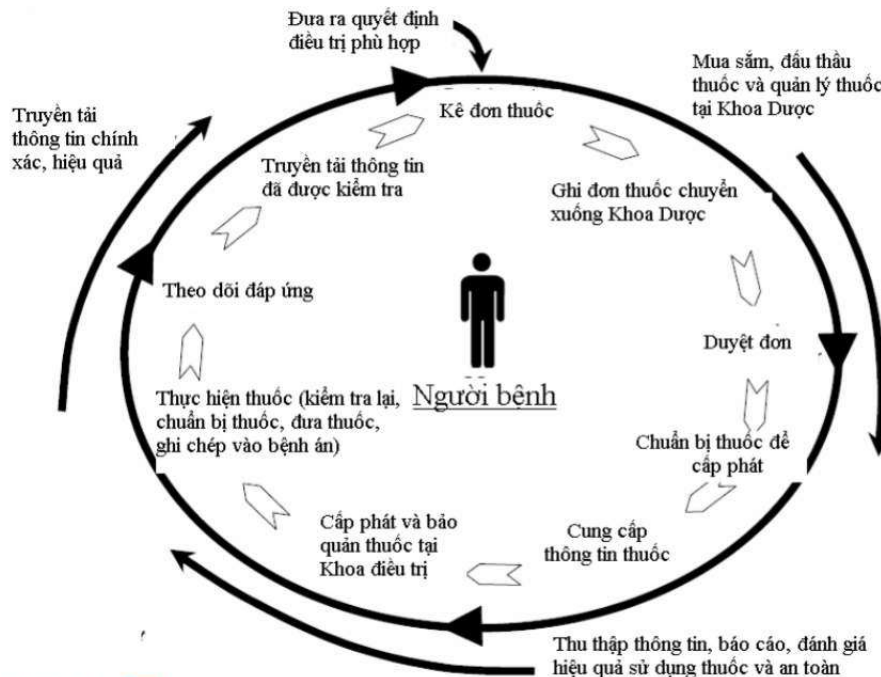 Đưa ra quyết định
điều trị phù hợp
Mua sắm, đấu thầu
thuốc và quản lý thuốc
tại Khoa Dược
Truyền tải
thông tin chính
xác, hiệu quả
Kê đơn thuốc
Truyền tải thông tin
đã được kiểm tra
Ghi đơn thuốc chuyển
xuống Khoa Dược
Theo dõi đáp ứng
Duyệt đơn
Thực hiện thuốc (kiểm tra lại,
chuẩn bị thuốc, đưa thuốc,
ghi chép vào bệnh án)
Người bệnh
Chuẩn bị thuốc để
cấp phát
Cấp phát và bảo
quản thuốc tại
Khoa điều trị
Cung cấp
thông tin thuốc
Thu thập thông tin, báo cáo, đánh giá
hiệu quả sử dụng thuốc và an toàn